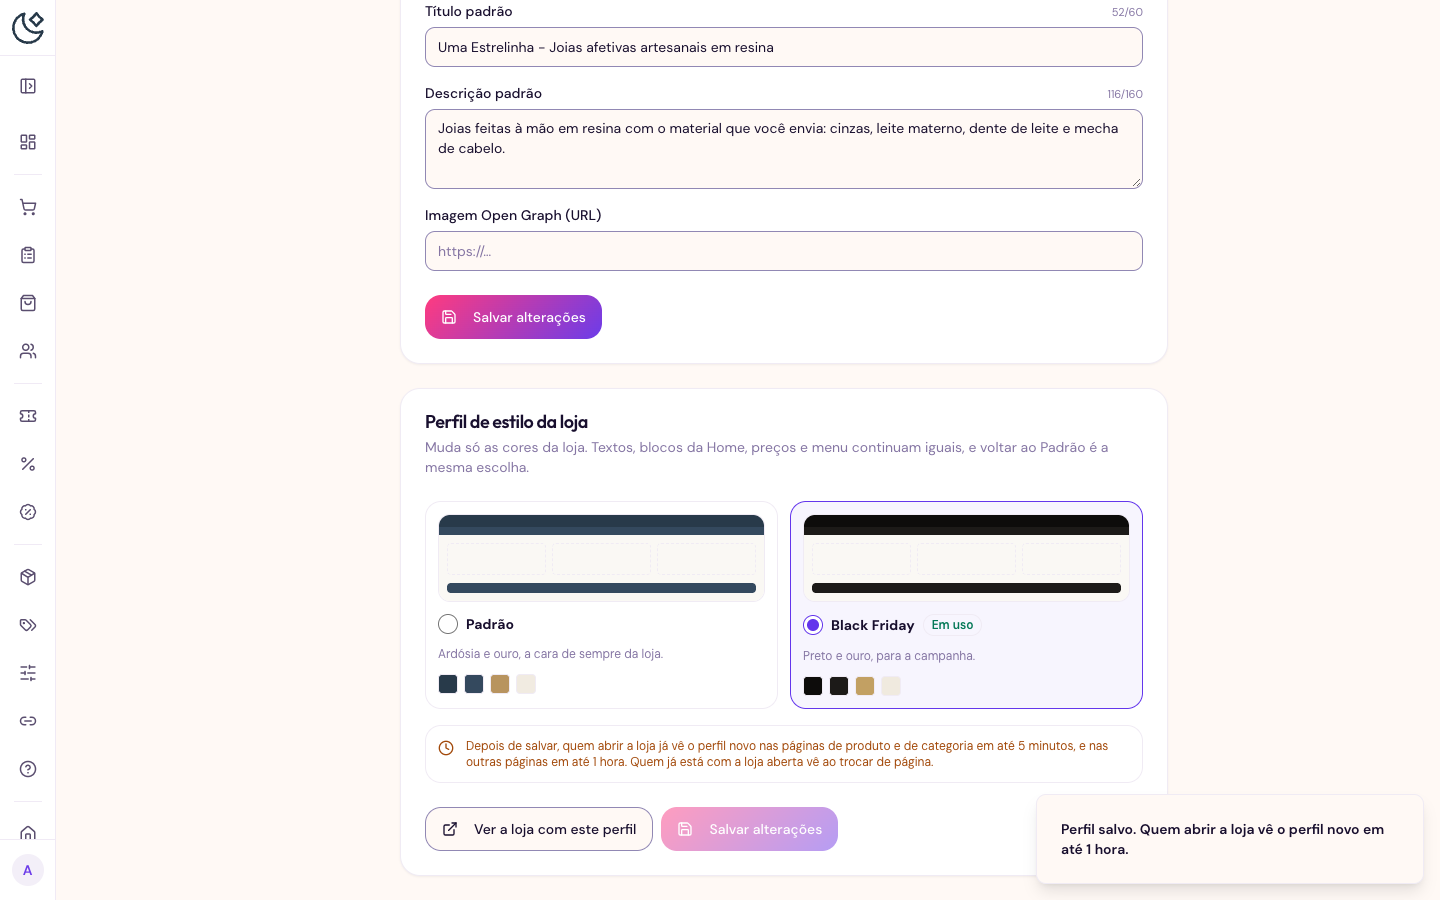 Título padrão
52/60
Uma Estrelinha - Joias afetivas artesanais em resina
Descrição padrão
116/160
Joias feitas à mão em resina com o material que você envia: cinzas, leite materno, dente de leite e mecha
de cabelo.
Imagem Open Graph (URL)
https://...
Salvar alterações
Perfil de estilo da loja
Muda só as cores da loja. Textos, blocos da Home, preços e menu continuam iguais, e voltar ao Padrão é a
mesma escolha.
Padrão
Ardósia e ouro, a cara de sempre da loja.
Black Friday
Em uso
Preto e ouro, para a campanha.
Depois de salvar, quem abrir a loja já vê o perfil novo nas páginas de produto e de categoria em até 5 minutos, e nas
outras páginas em até 1 hora. Quem já está com a loja aberta vê ao trocar de página.
Ver a loja com este perfil
Salvar alterações
Perfil salvo. Quem abrir a loja vê o perfil novo em
até 1 hora.
A